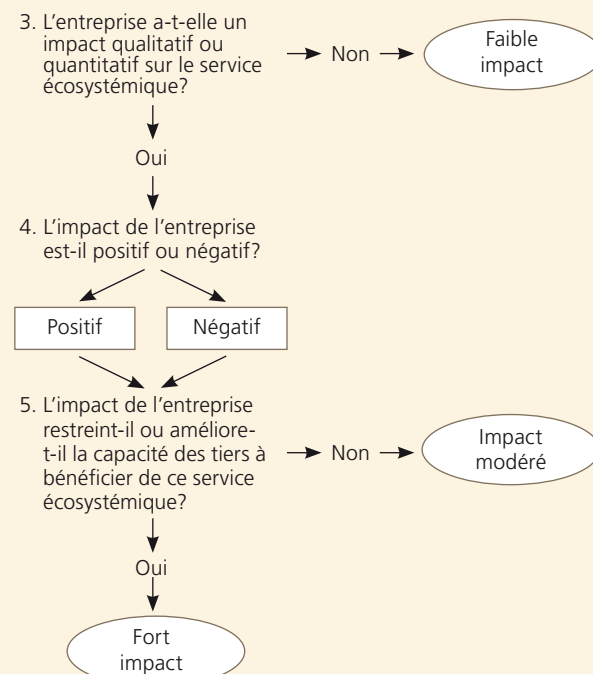 3. L'entreprise a-t-elle un
impact qualitatif ou
quantitatif sur le service
écosystémique?
Non
Faible
impact
Oui
4. L'impact de l'entreprise
est-il positif ou négatif?
Positif
Négatif
5. L'impact de l'entreprise
restreint-il ou améliore-
t-il la capacité des tiers à
bénéficier de ce service
écosystémique?
Non
Impact
modéré
Oui
Fort
impact